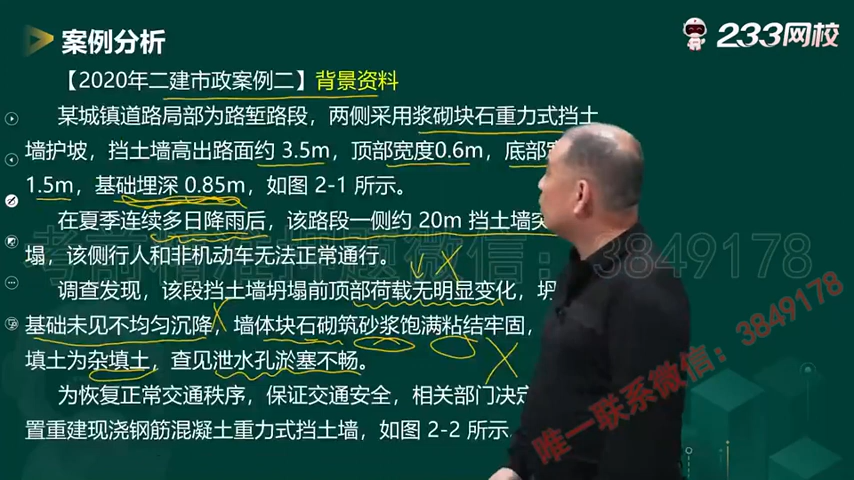 案例分析
233网校
【2020年二建市政案例二】背景资料
某城镇道路局部为路堑路段，两侧采用浆砌块石重力式挡土
墙护坡，挡土墙高出路面约 3.5m，顶部宽度0.6m，底部宽
1.5m，基础埋深 0.85m，如图 2-1 所示。
在夏季连续多日降雨后，该路段一侧约 20m 挡土墙突
塌，该侧行人和非机动车无法正常通行。
调查发现，该段挡土墙坍塌前顶部荷载无明显变化，坍
基础未见不均匀沉降，墙体块石砌筑砂浆饱满粘结牢固，
填土为杂填土，查见泄水孔淤塞不畅。
为恢复正常交通秩序，保证交通安全，相关部门决定
置重建现浇钢筋混凝土重力式挡土墙，如图 2-2 所示
微信：3849178
唯一联系微信：3849178